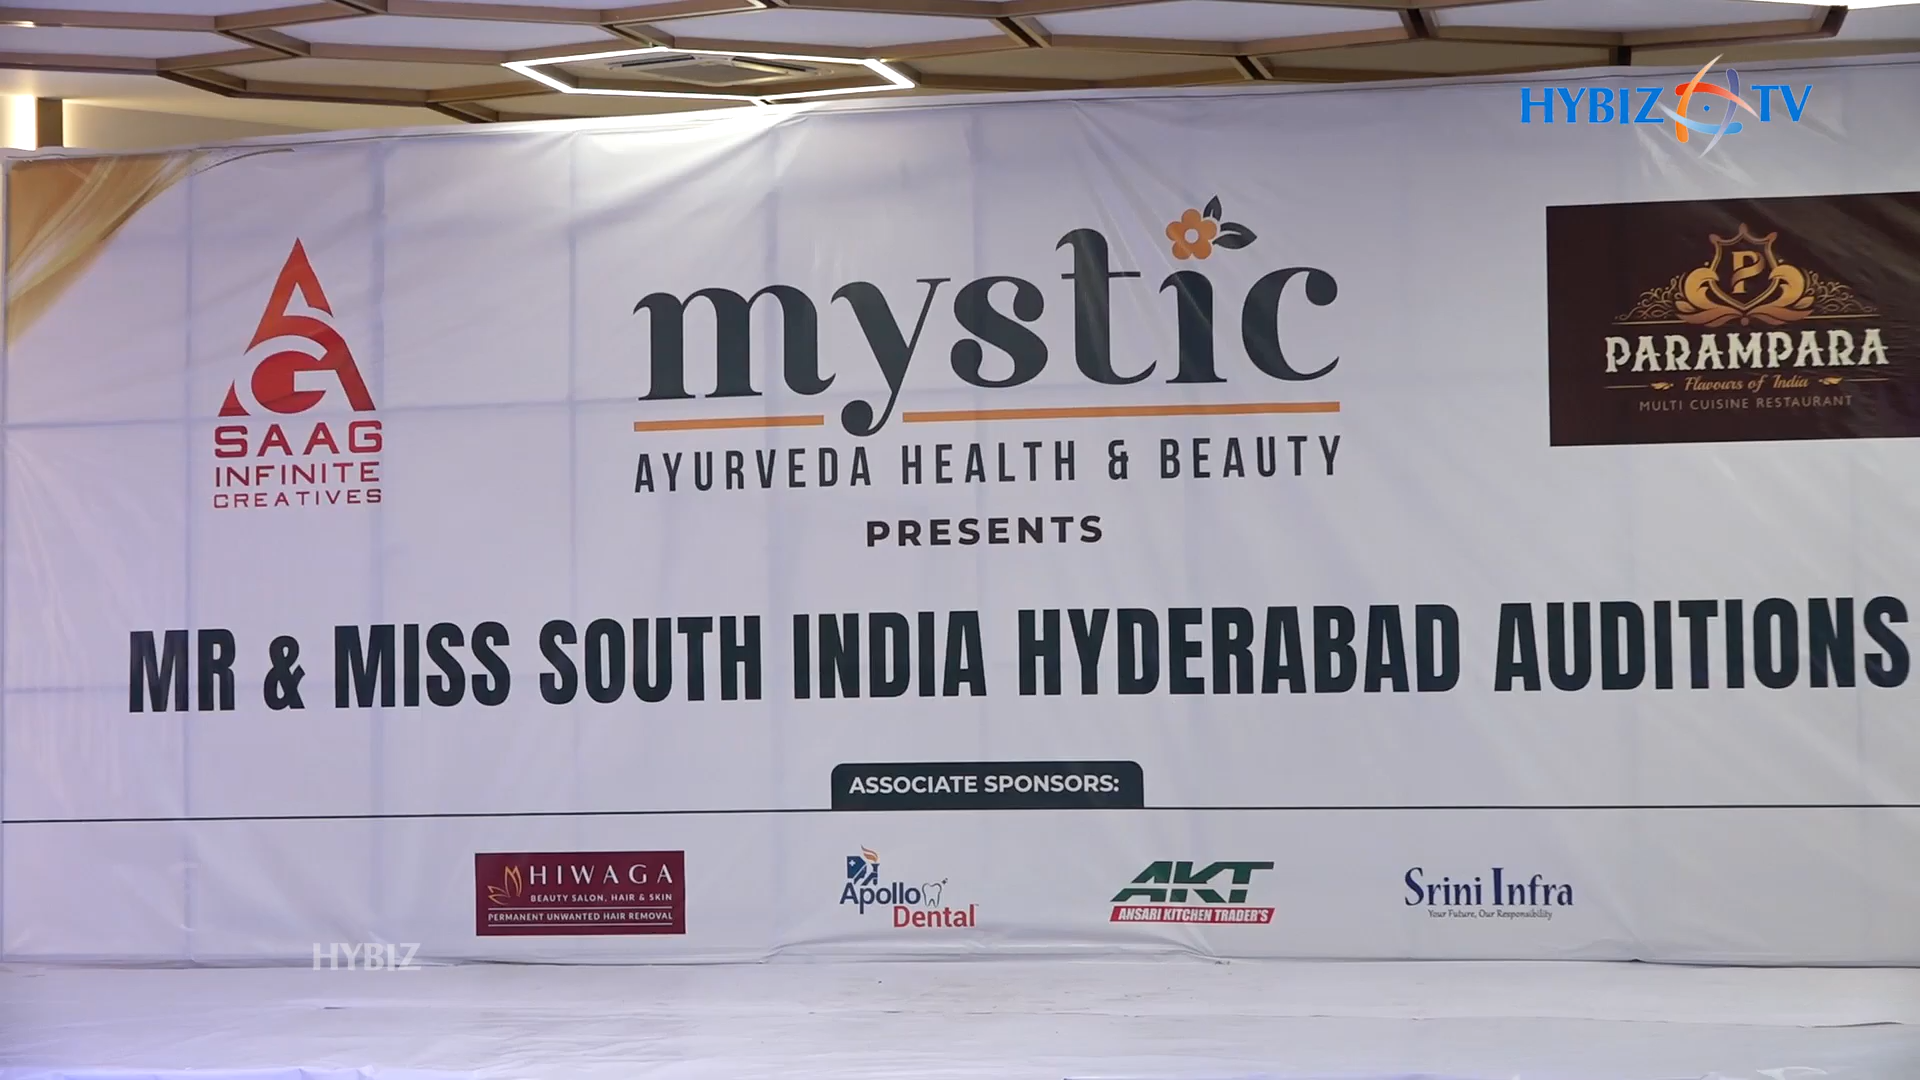 HYBIZ TV
SAAG
INFINITE
CREATIVES
mystic
AYURVEDA HEALTH & BEAUTY
PRESENTS
P
PARAMPARA
Flavours of India
MULTI CUISINE RESTAURANT
MR & MISS SOUTH INDIA HYDERABAD AUDITIONS
ASSOCIATE SPONSORS:
HIWAGA
BEAUTY SALON, HAIR & SKIN
PERMANENT UNWANTED HAIR REMOVAL
Apollo
Dental
AKT
ANSARI KITCHEN TRADER'S
Srini Infra
Your Future, Our Responsibility
HYBIZ